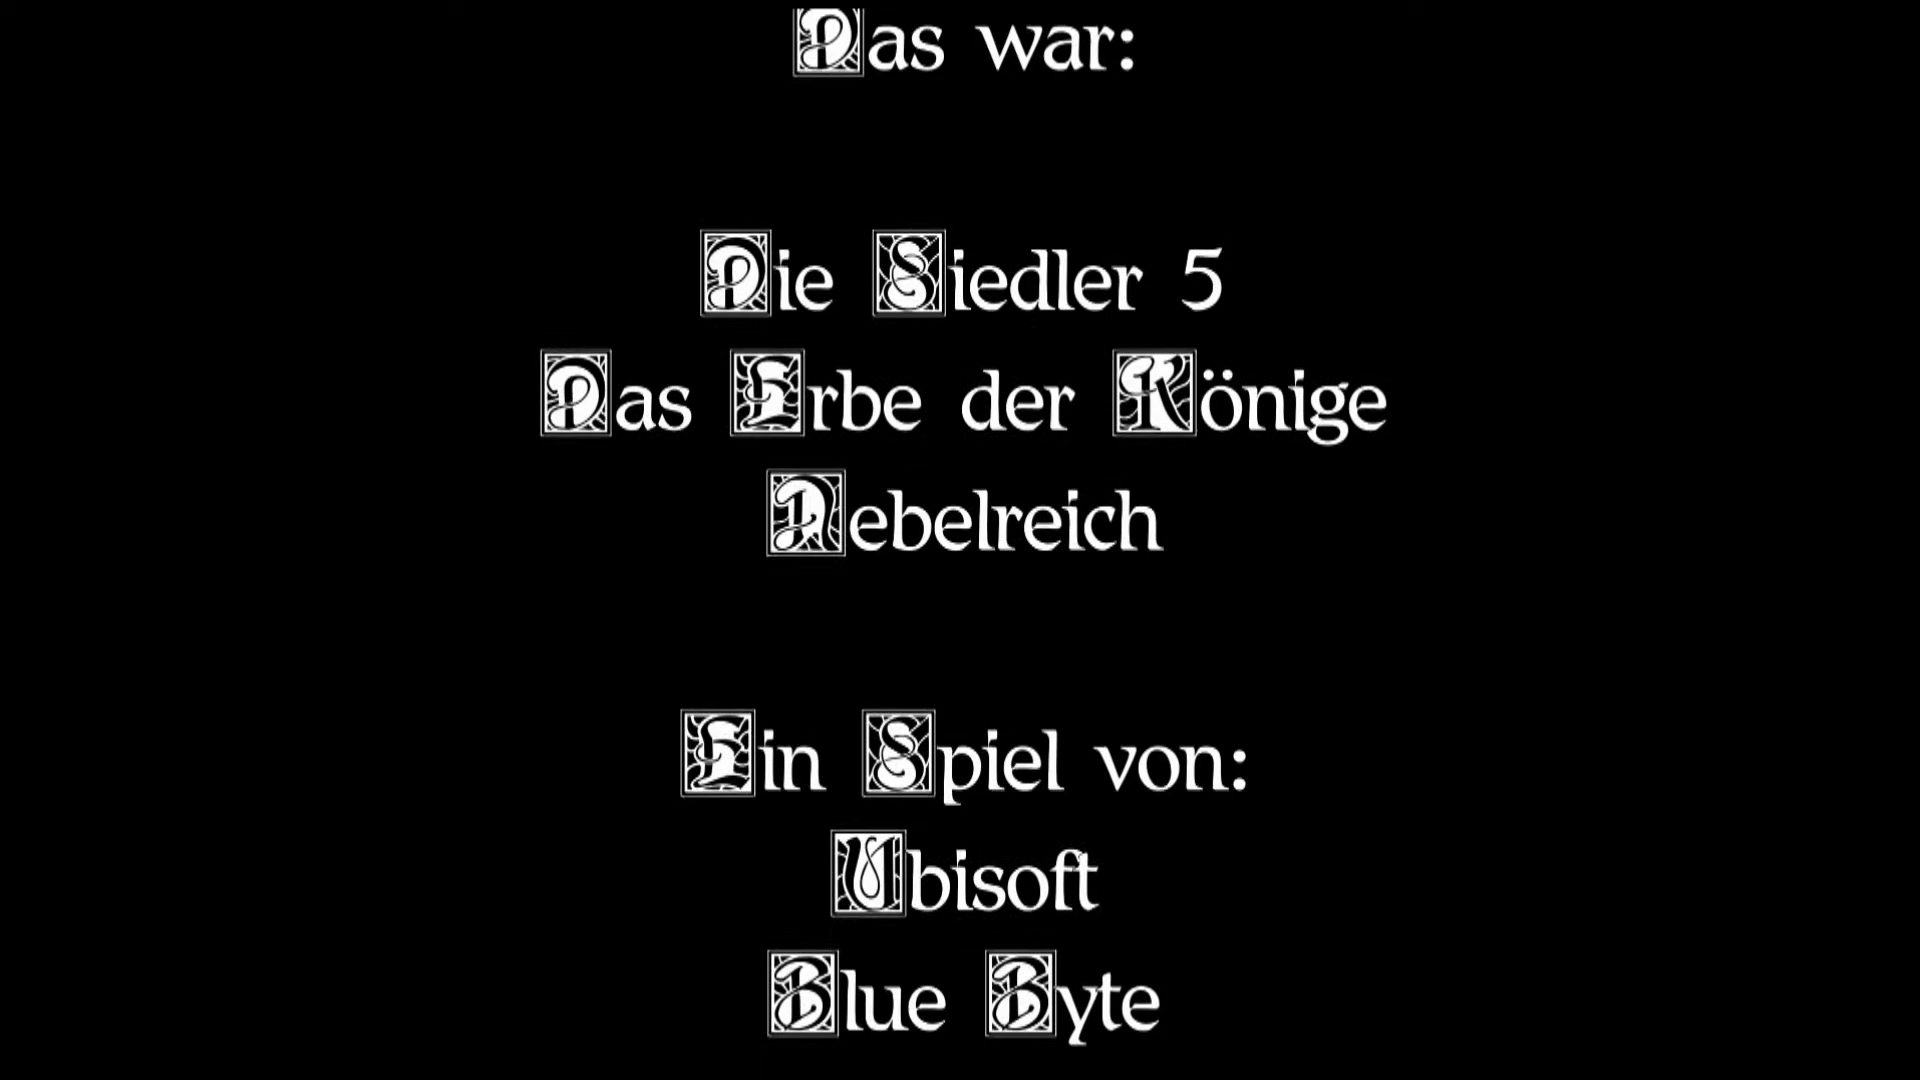 Das war:
Die Siedler 5
Das Erbe der Könige
Nebelreich
Ein Spiel von:
Ubisoft
Blue Byte